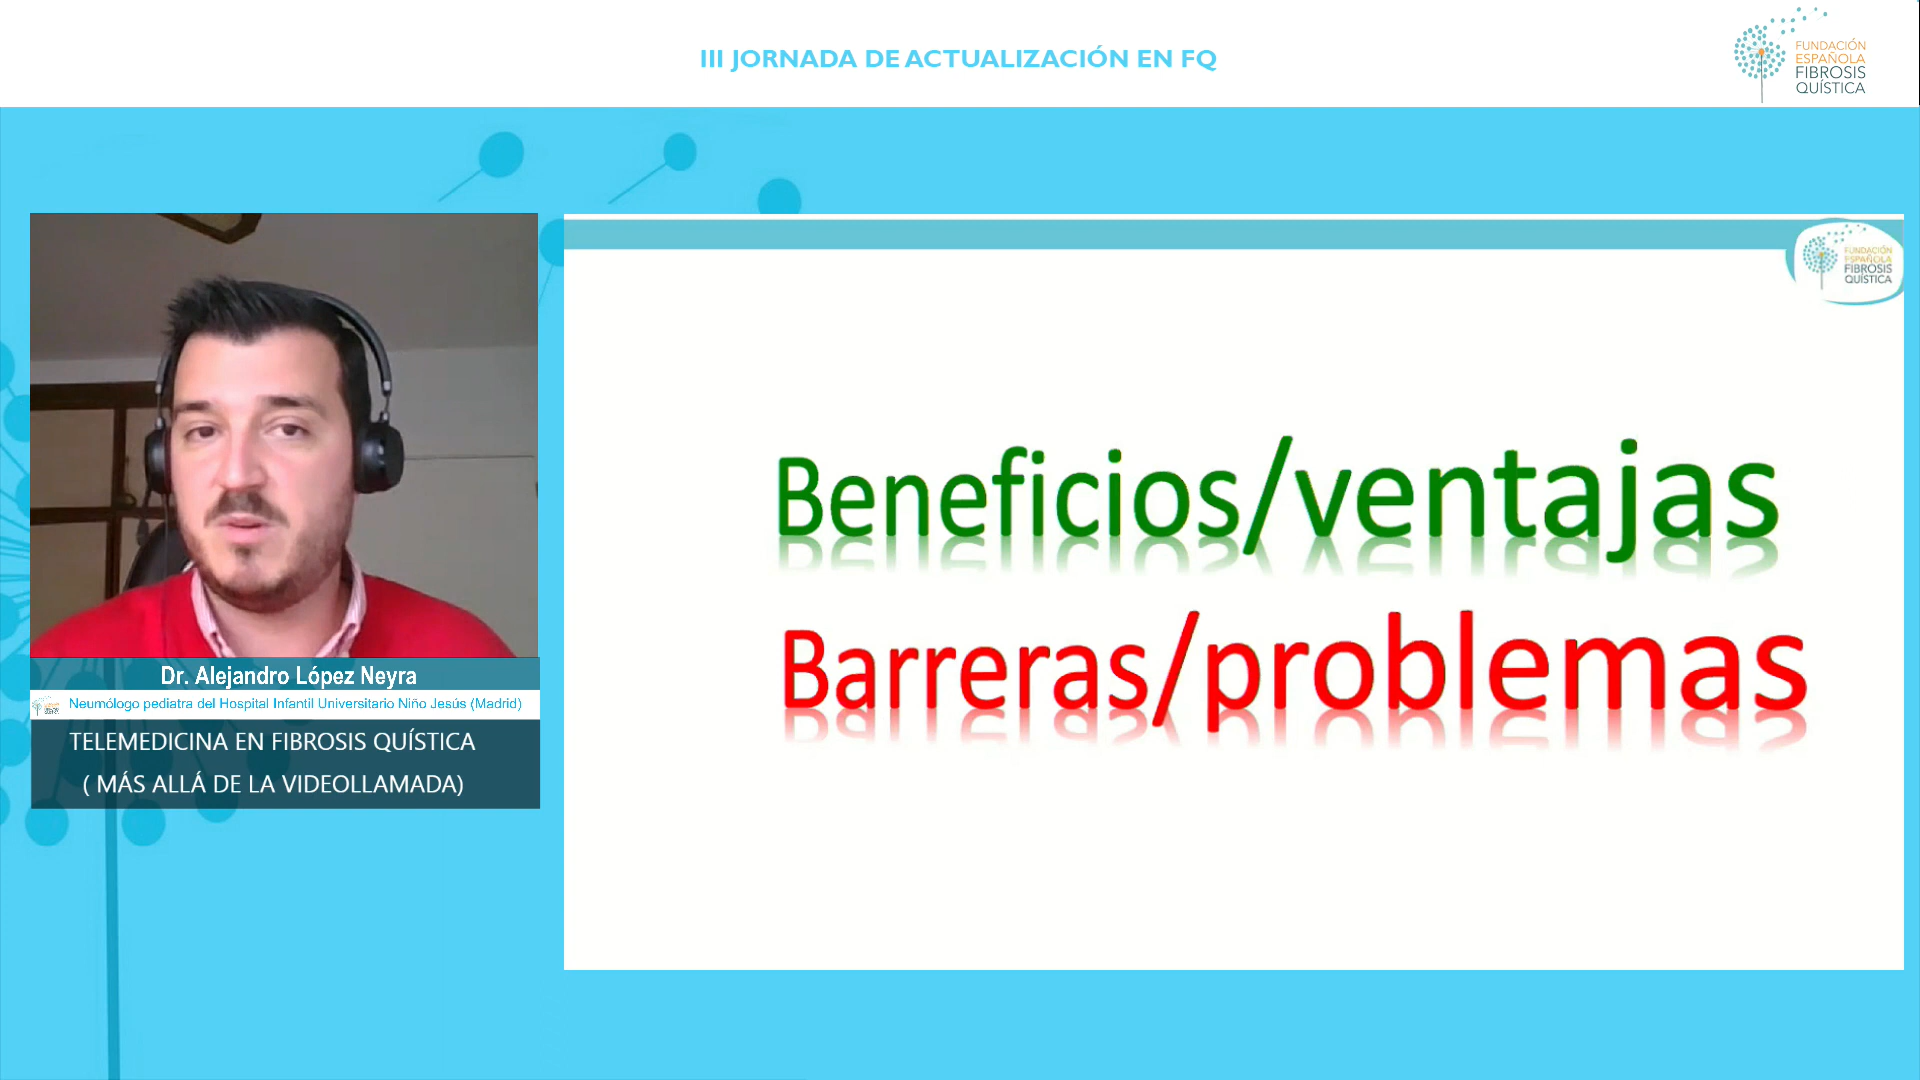 III JORNADA DE ACTUALIZACIÓN EN FQ
FUNDACIÓN
ESPAÑOLA
FIBROSIS
QUÍSTICA
FUNDACIÓN
ESPAÑOLA
FIBROSIS
QUÍSTICA
Beneficios/ventajas
Barreras/problemas
Dr. Alejandro López Neyra
Neumólogo pediatra del Hospital Infantil Universitario Niño Jesús (Madrid)
TELEMEDICINA EN FIBROSIS QUÍSTICA
( MÁS ALLÁ DE LA VIDEOLLAMADA)